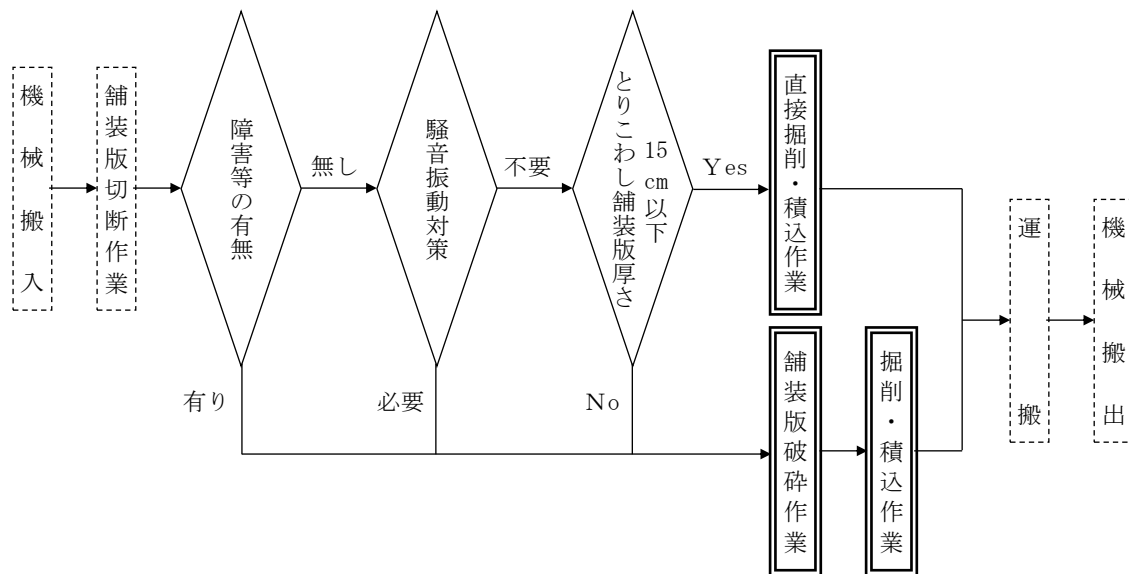 機械搬入
舗装版切断作業
障害等の有無
無し
有り
騒音振動対策
不要
必要
とりこわし舗装版厚さ
15cm以下
Yes
No
直接掘削・積込作業
舗装版破砕作業
掘削・積込作業
運搬
機械搬出